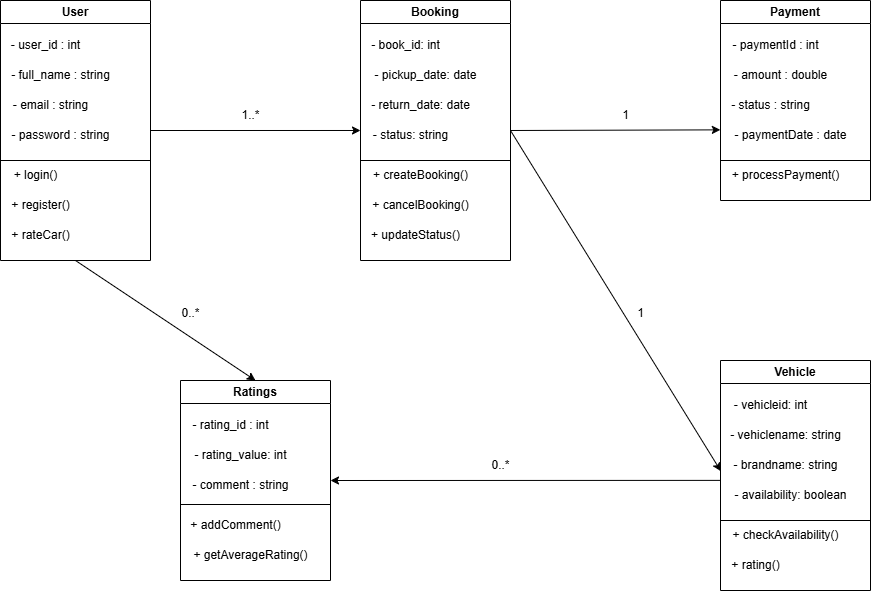 User
- user_id : int
- full_name : string
- email : string
- password : string
+ login()
+ register()
+ rateCar()
1..*
Booking
- book_id: int
- pickup_date: date
- return_date: date
- status: string
+ createBooking()
+ cancelBooking()
+ updateStatus()
1
Payment
- paymentId : int
- amount : double
- status : string
- paymentDate : date
+ processPayment()
0..*
1
Ratings
- rating_id : int
- rating_value: int
- comment : string
+ addComment()
+ getAverageRating()
0..*
Vehicle
- vehicleid: int
- vehiclename: string
- brandname: string
- availability: boolean
+ checkAvailability()
+ rating()